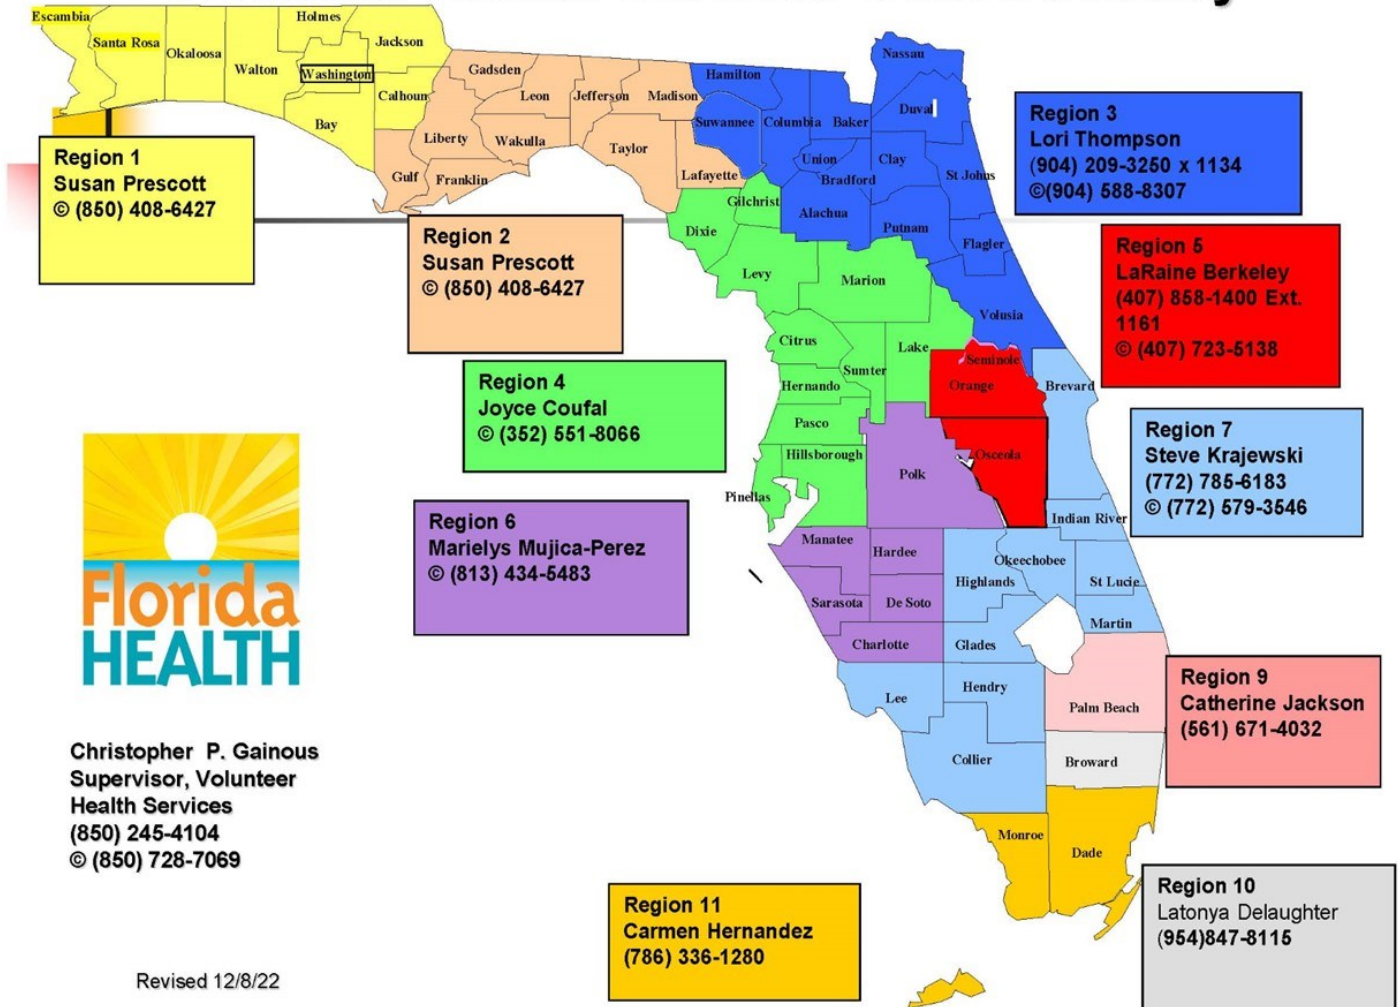 Escambia
Santa Rosa
Okaloosa
Walton
Holmes
Washington
Jackson
Bay
Calhoun
Gadsden
Leon
Jefferson
Madison
Liberty
Wakulla
Taylor
Gulf
Franklin
Lafayette
Hamilton
Suwannee
Columbia
Baker
Nassau
Duval
Union
Bradford
Clay
St Johns
Alachua
Putnam
Flagler
Volusia
Gilchrist
Dixie
Levy
Marion
Citrus
Sumter
Lake
Hernando
Pasco
Hillsborough
Pinellas
Seminole
Orange
Osceola
Brevard
Polk
Indian River
Manatee
Hardee
Okeechobee
Highlands
St Lucie
Sarasota
De Soto
Martin
Charlotte
Glades
Lee
Hendry
Palm Beach
Collier
Broward
Monroe
Dade
Region 1
Susan Prescott
© (850) 408-6427
Region 2
Susan Prescott
© (850) 408-6427
Region 3
Lori Thompson
(904) 209-3250 x 1134
©(904) 588-8307
Region 5
LaRaine Berkeley
(407) 858-1400 Ext.
1161
© (407) 723-5138
Region 4
Joyce Coufal
© (352) 551-8066
Region 7
Steve Krajewski
(772) 785-6183
© (772) 579-3546
Region 6
Marielys Mujica-Perez
© (813) 434-5483
Region 9
Catherine Jackson
(561) 671-4032
Region 10
Latonya Delaughter
(954)847-8115
Region 11
Carmen Hernandez
(786) 336-1280
Florida
HEALTH
Christopher P. Gainous
Supervisor, Volunteer
Health Services
(850) 245-4104
© (850) 728-7069
Revised 12/8/22